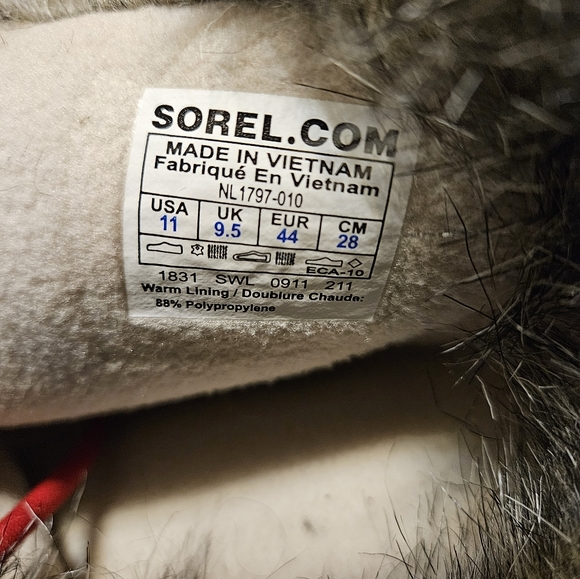 SOREL.COM
MADE IN VIETNAM
Fabriqué En Vietnam
NL1797-010
USA UK EUR CM
11 9.5 44 28
ECA-10
1831 SWL 0911 211
Warm Lining / Doublure Chaude:
88% Polypropylene